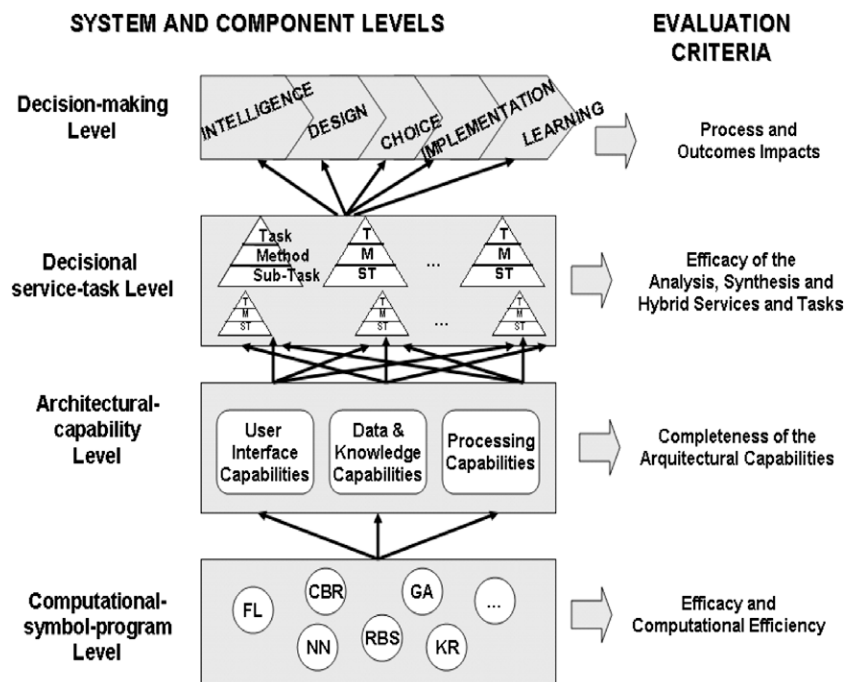 SYSTEM AND COMPONENT LEVELS
EVALUATION
CRITERIA
Decision-making
Level
INTELLIGENCE
DESIGN
CHOICE
IMPLEMENTATION
LEARNING
Process and
Outcomes Impacts
Decisional
service-task Level
Task
Method
Sub-Task
T
M
ST
...
T
M
ST
T
M
ST
T
M
ST
...
T
M
ST
Efficacy of the
Analysis, Synthesis and
Hybrid Services and Tasks
Architectural-
capability
Level
User
Interface
Capabilities
Data &
Knowledge
Capabilities
Processing
Capabilities
Completeness of the
Arquitectural Capabilities
Computational-
symbol-program
Level
FL
CBR
GA
...
NN
RBS
KR
Efficacy and
Computational Efficiency